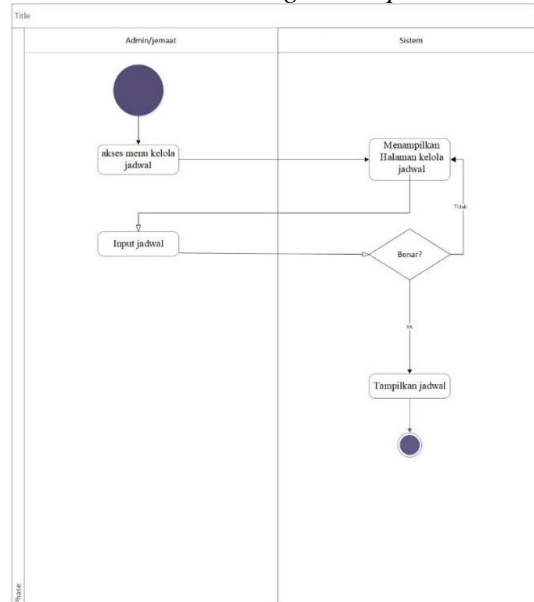 Title
Admin/jemaat
Sistem
akses menu kelola
jadwal
Menampilkan
Halaman kelola
jadwal
Tidak
Input jadwal
Benar?
YA
Tampilkan jadwal
Phase